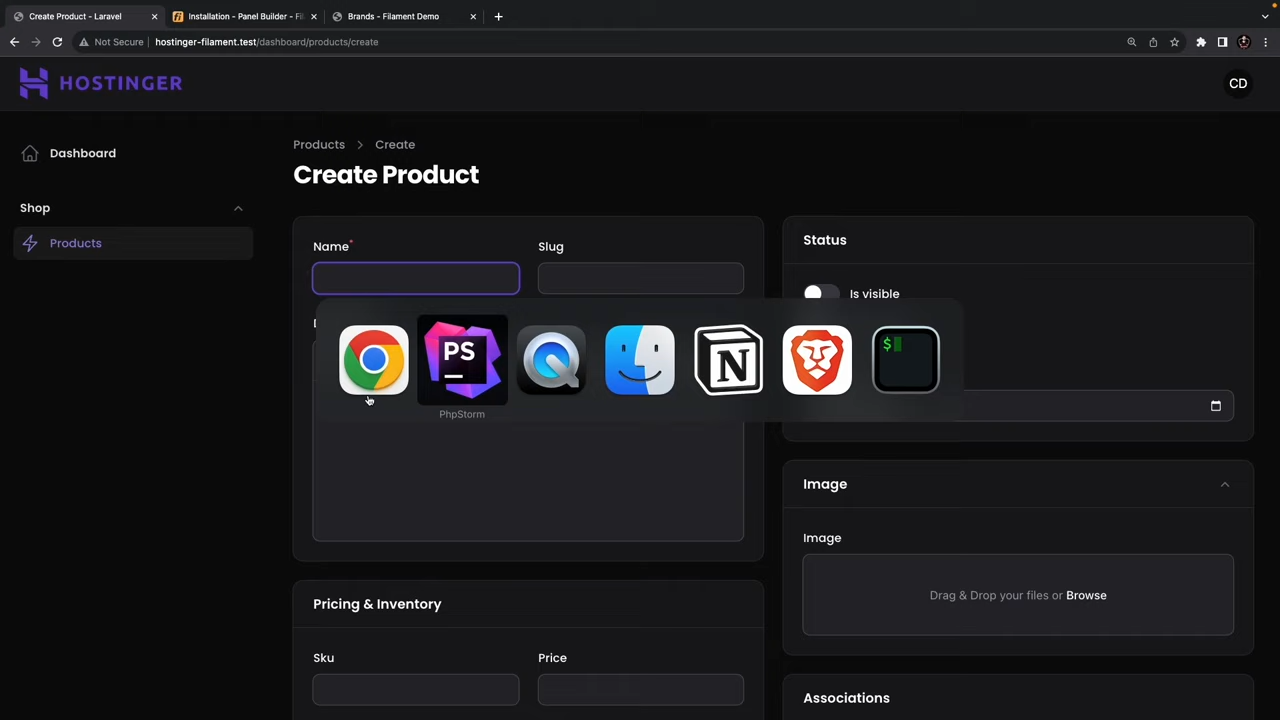 Create Product - Laravel
Installation - Panel Builder - Fil
Brands - Filament Demo
Not Secure
hostinger-filament.test/dashboard/products/create
HOSTINGER
CD
Dashboard
Shop
Products
Products > Create
Create Product
Name*
Slug
Status
Is visible
PS
PhpStorm
N
$
Image
Image
Drag & Drop your files or Browse
Pricing & Inventory
Sku
Price
Associations